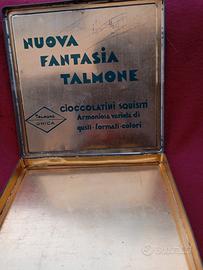 NUOVA
FANTASIA
TALMONE
CIOCCOLATINI SQUISITI
Armoniosa varietà di
gusti-formati-colori
TALMONE
UNICA